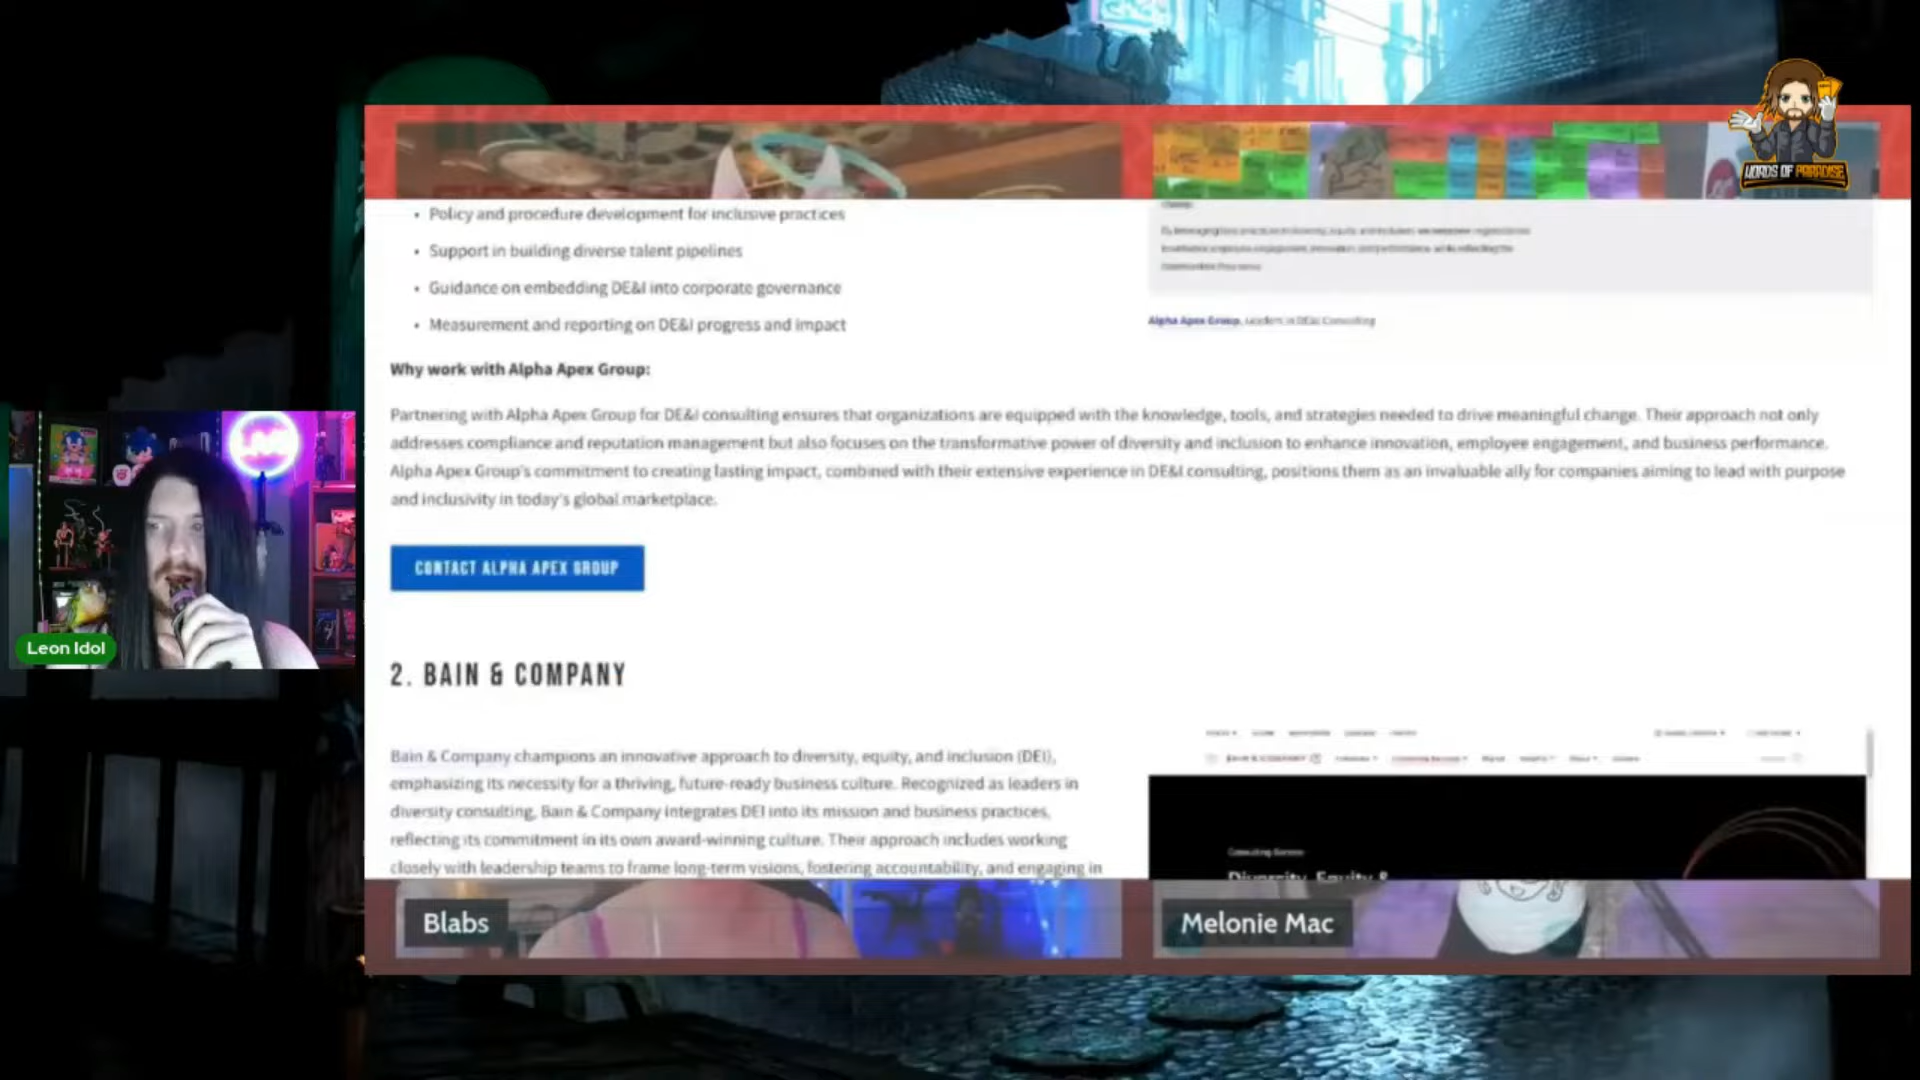 WORDS OF PARADISE
• Policy and procedure development for inclusive practices
• Support in building diverse talent pipelines
• Guidance on embedding DE&I into corporate governance
• Measurement and reporting on DE&I progress and impact
Alpha Apex Group, Leaders in DE&I Consulting
Why work with Alpha Apex Group:
Partnering with Alpha Apex Group for DE&I consulting ensures that organizations are equipped with the knowledge, tools, and strategies needed to drive meaningful change. Their approach not only
addresses compliance and reputation management but also focuses on the transformative power of diversity and inclusion to enhance innovation, employee engagement, and business performance.
Alpha Apex Group's commitment to creating lasting impact, combined with their extensive experience in DE&I consulting, positions them as an invaluable ally for companies aiming to lead with purpose
and inclusivity in today's global marketplace.
CONTACT ALPHA APEX GROUP
Leon Idol
2. BAIN & COMPANY
Bain & Company champions an innovative approach to diversity, equity, and inclusion (DEI),
emphasizing its necessity for a thriving, future-ready business culture. Recognized as leaders in
diversity consulting, Bain & Company integrates DEI into its mission and business practices,
reflecting its commitment in its own award-winning culture. Their approach includes working
closely with leadership teams to frame long-term visions, fostering accountability, and engaging in
BAIN & COMPANY
Consulting Service
Diversity, Equity &
Blabs
Melonie Mac